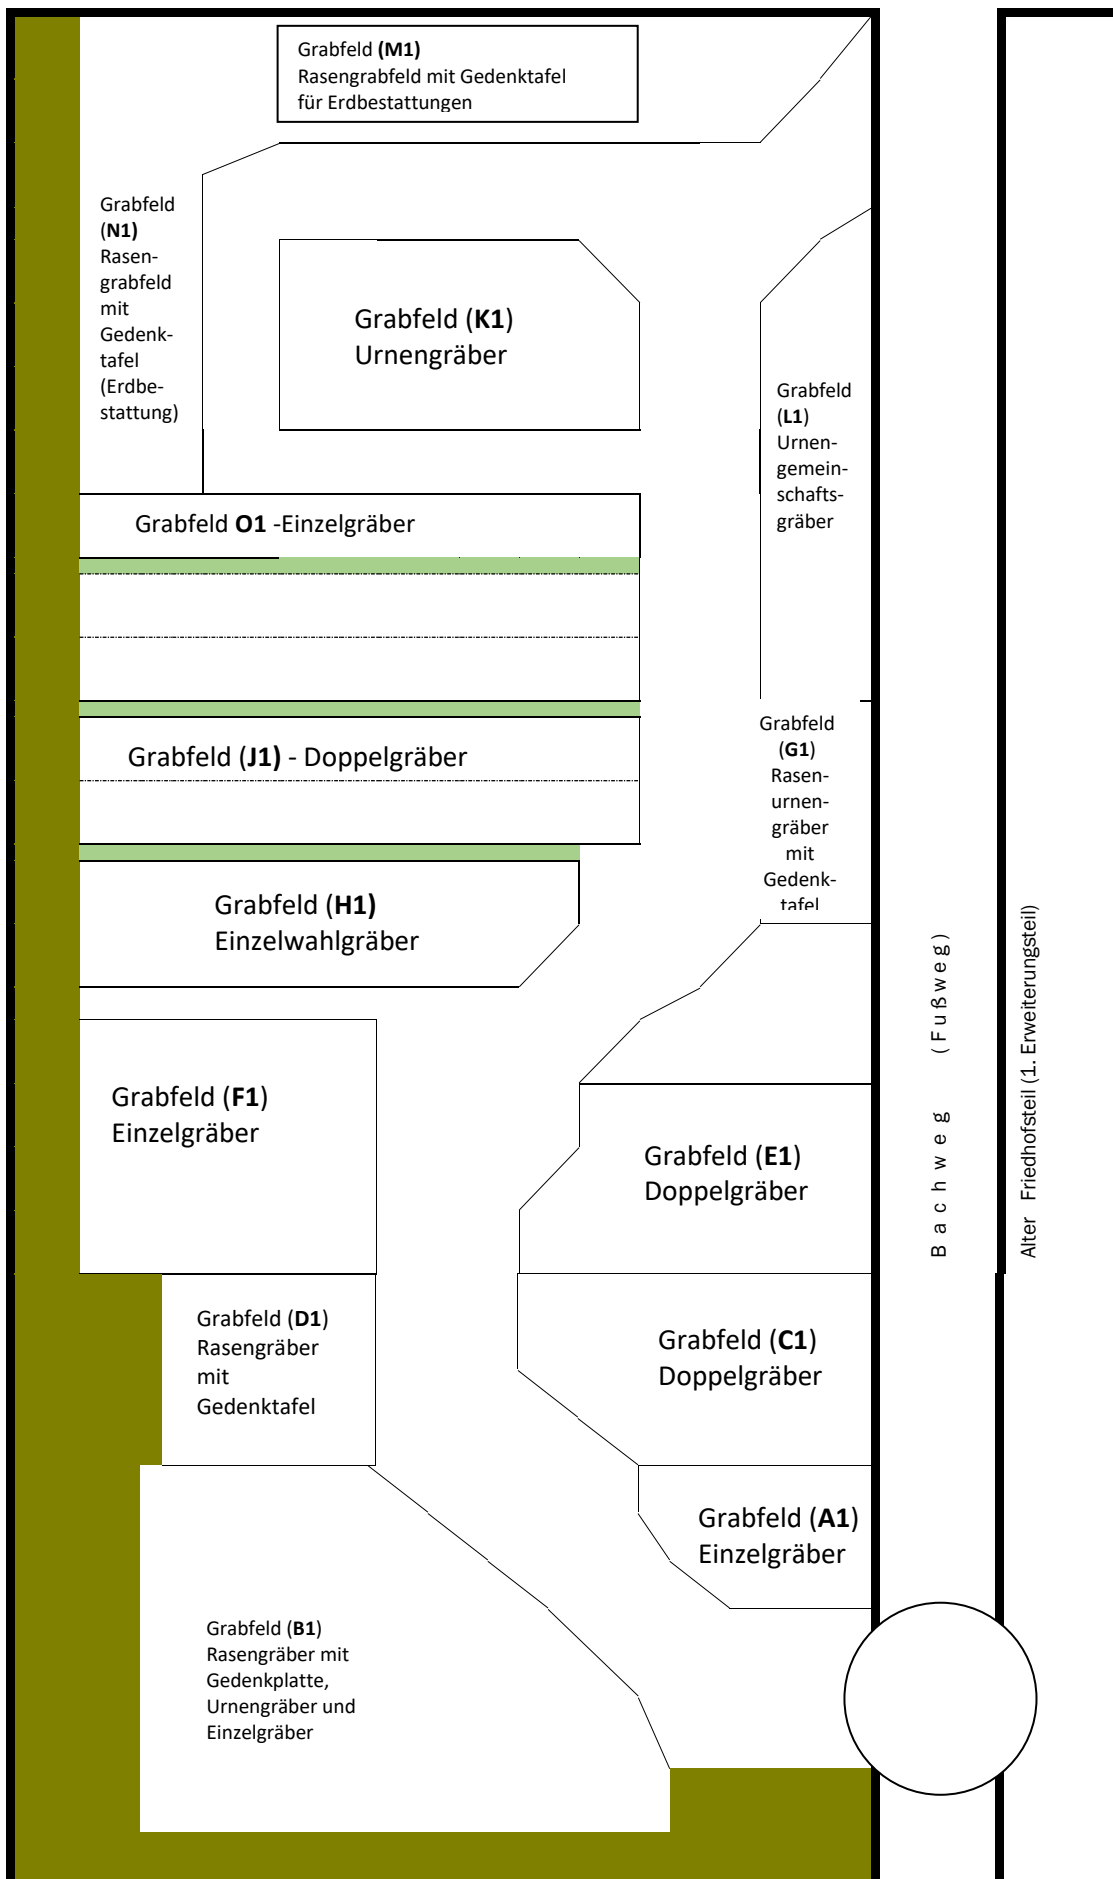 Grabfeld (M1)
Rasengrabfeld mit Gedenktafel
für Erdbestattungen
Grabfeld
(N1)
Rasen-
grabfeld
mit
Gedenk-
tafel
(Erdbe-
stattung)
Grabfeld (K1)
Urnengräber
Grabfeld
(L1)
Urnen-
gemein-
schafts-
gräber
Grabfeld O1 -Einzelgräber
Grabfeld (J1) - Doppelgräber
Grabfeld
(G1)
Rasen-
urnen-
gräber
mit
Gedenk-
tafel
Grabfeld (H1)
Einzelwahlgräber
Grabfeld (F1)
Einzelgräber
Grabfeld (E1)
Doppelgräber
Grabfeld (D1)
Rasengräber
mit
Gedenktafel
Grabfeld (C1)
Doppelgräber
Grabfeld (A1)
Einzelgräber
Grabfeld (B1)
Rasengräber mit
Gedenkplatte,
Urnengräber und
Einzelgräber
Bachweg (Fußweg)
Alter Friedhofsteil (1. Erweiterungsteil)